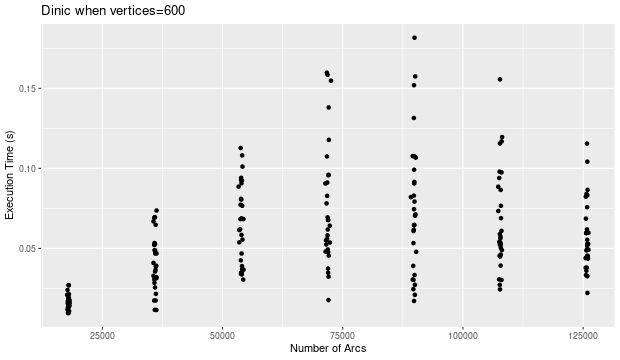 Dinic when vertices=600
Execution Time (s)
0.15
0.10
0.05
25000 50000 75000 100000 125000
Number of Arcs